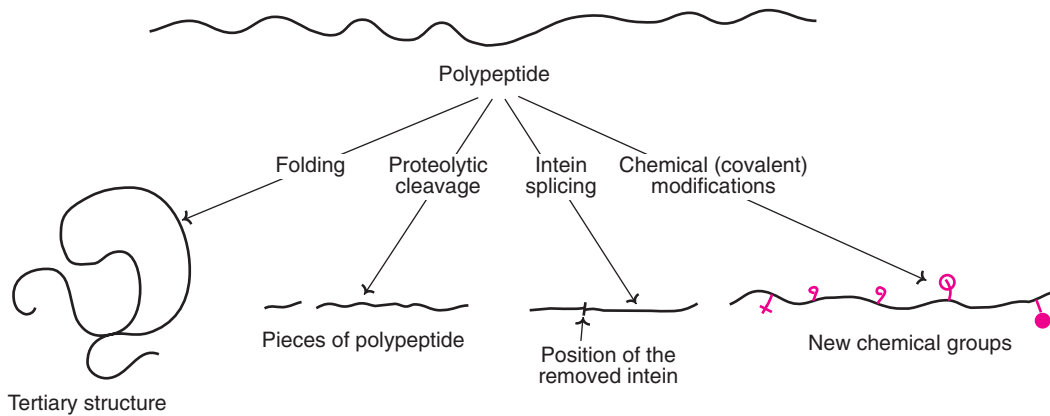 Polypeptide
Folding
Proteolytic
cleavage
Intein
splicing
Chemical (covalent)
modifications
Pieces of polypeptide
Position of the
removed intein
New chemical groups
Tertiary structure